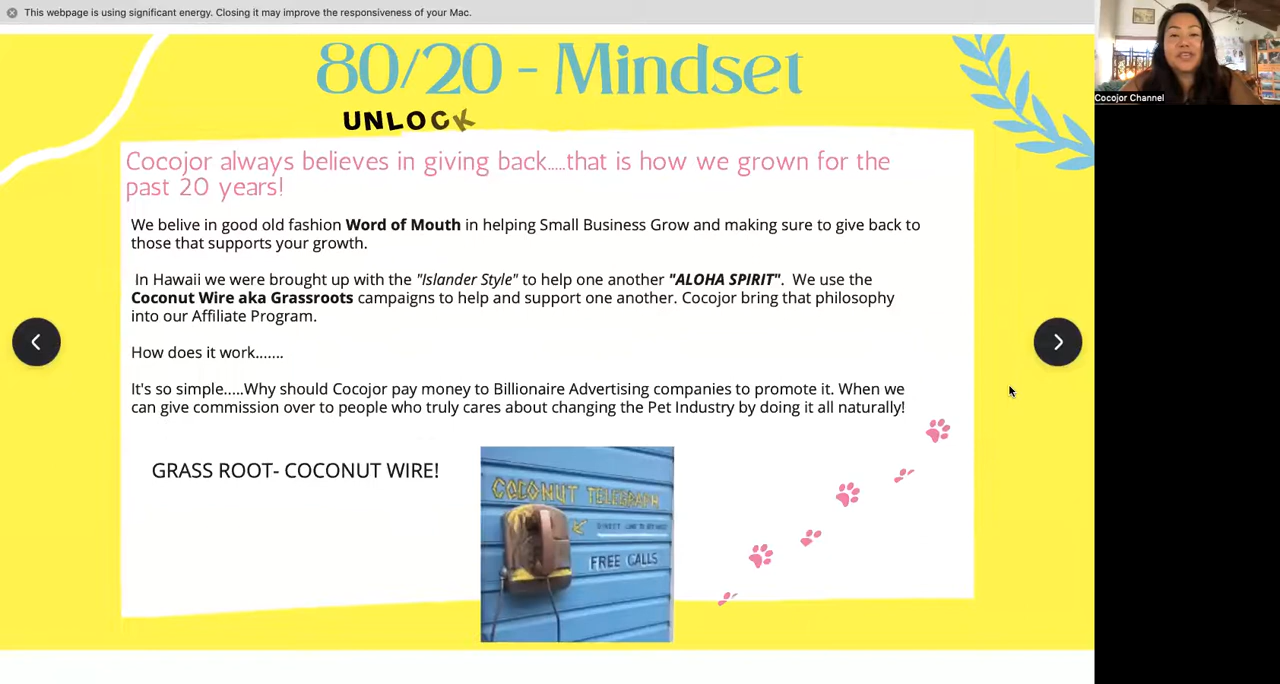 This webpage is using significant energy. Closing it may improve the responsiveness of your Mac.
80/20 - Mindset
UNLOCK
Cocojor always believes in giving back.....that is how we grown for the
past 20 years!
We belive in good old fashion Word of Mouth in helping Small Business Grow and making sure to give back to
those that supports your growth.
In Hawaii we were brought up with the "Islander Style" to help one another "ALOHA SPIRIT". We use the
Coconut Wire aka Grassroots campaigns to help and support one another. Cocojor bring that philosophy
into our Affiliate Program.
How does it work.......
It's so simple.....Why should Cocojor pay money to Billionaire Advertising companies to promote it. When we
can give commission over to people who truly cares about changing the Pet Industry by doing it all naturally!
GRASS ROOT- COCONUT WIRE!
COCONUT TELEGRAPH
DIRECT LINE TO
FREE CALLS
Cocojor Channel